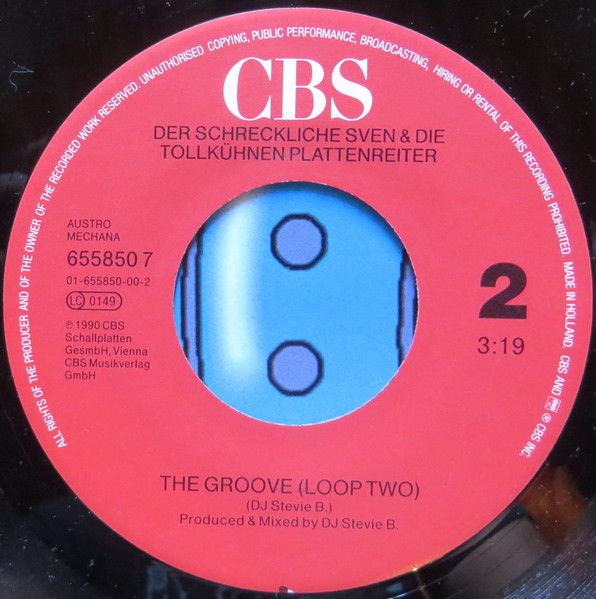 ALL RIGHTS OF THE PRODUCER AND OF THE OWNER OF THE RECORDED WORK RESERVED. UNAUTHORISED COPYING, PUBLIC PERFORMANCE, BROADCASTING, HIRING OR RENTAL OF THIS RECORDING PROHIBITED. MADE IN HOLLAND. CBS AND ® CBS INC.
CBS
DER SCHRECKLICHE SVEN & DIE
TOLLKÜHNEN PLATTENREITER
AUSTRO
MECHANA
655850 7
01-655850-00-2
LC 0149
℗ 1990 CBS
Schallplatten
GesmbH, Vienna
CBS Musikverlag
GmbH
2
3:19
THE GROOVE (LOOP TWO)
(DJ Stevie B.)
Produced & Mixed by DJ Stevie B.